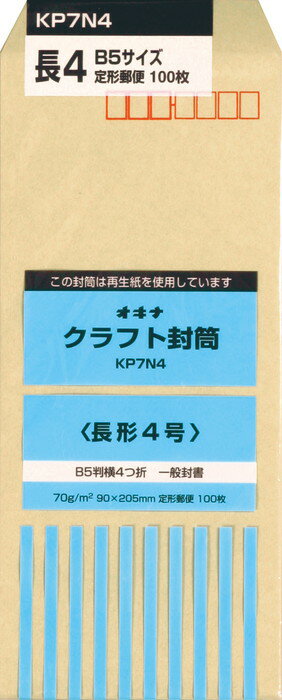 KP7N4
長4
B5サイズ
定形郵便 100枚
この封筒は再生紙を使用しています
オキナ
クラフト封筒
KP7N4
〈長形4号〉
B5判横4つ折 一般封書
70g/m² 90×205mm 定形郵便 100枚